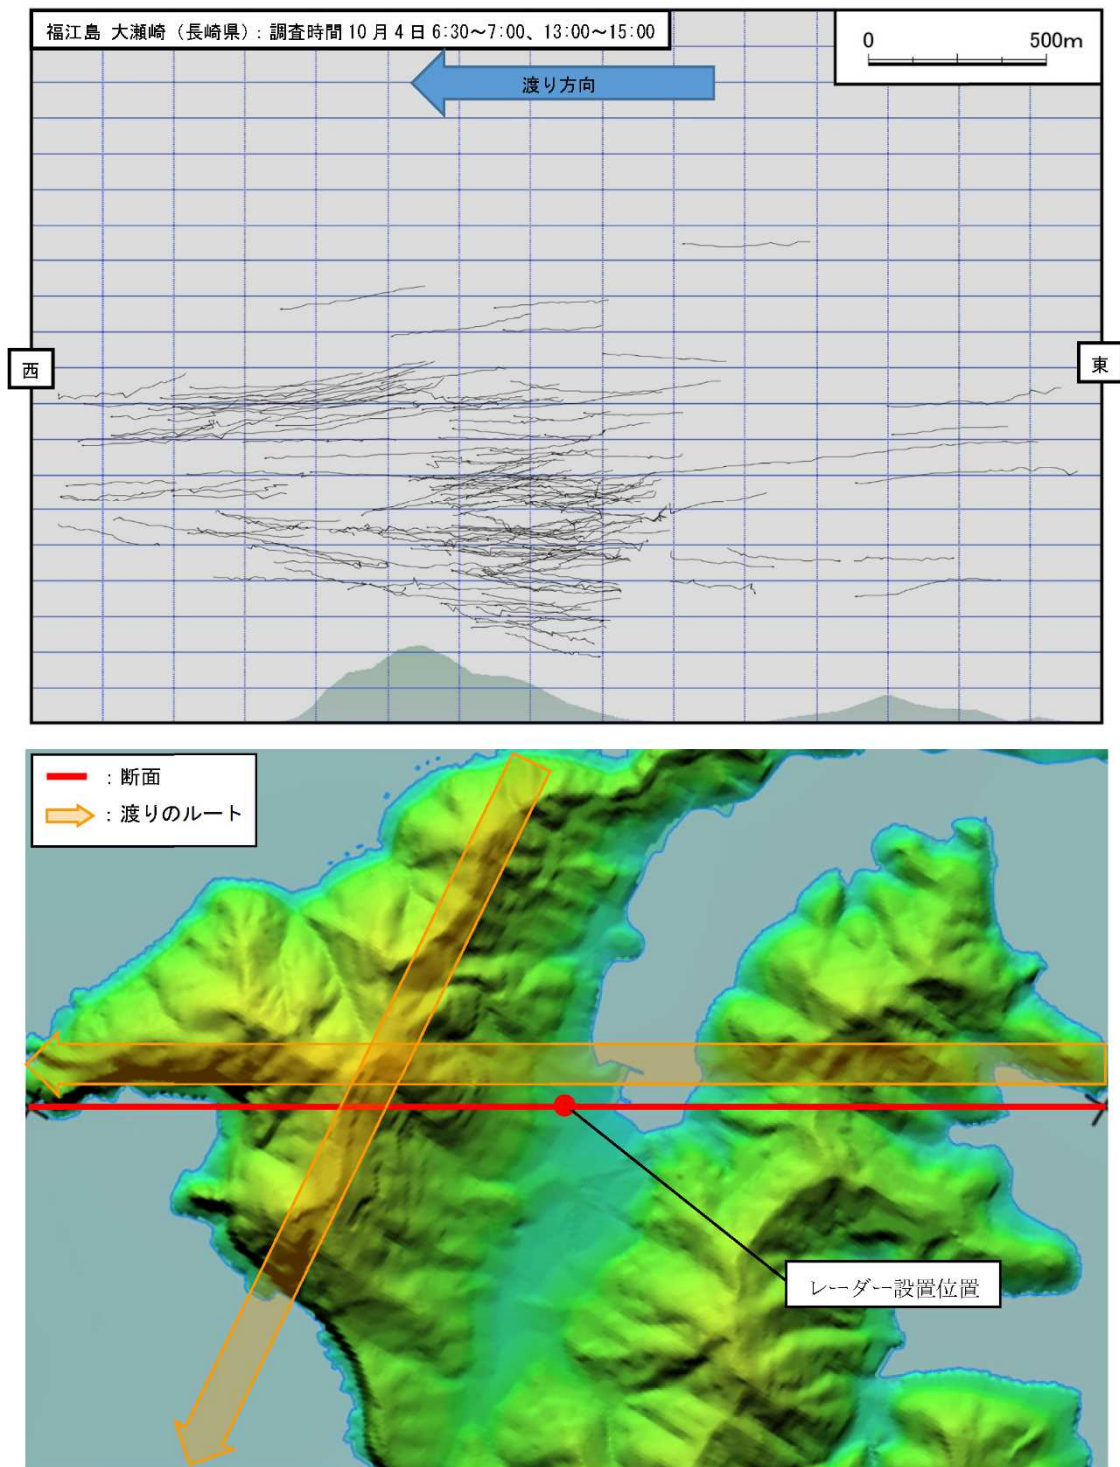 福江島 大瀬崎（長崎県）: 調査時間 10 月 4 日 6:30～7:00、13:00～15:00
0 500m
渡り方向
西
東
：断面
：渡りのルート
レーダー設置位置